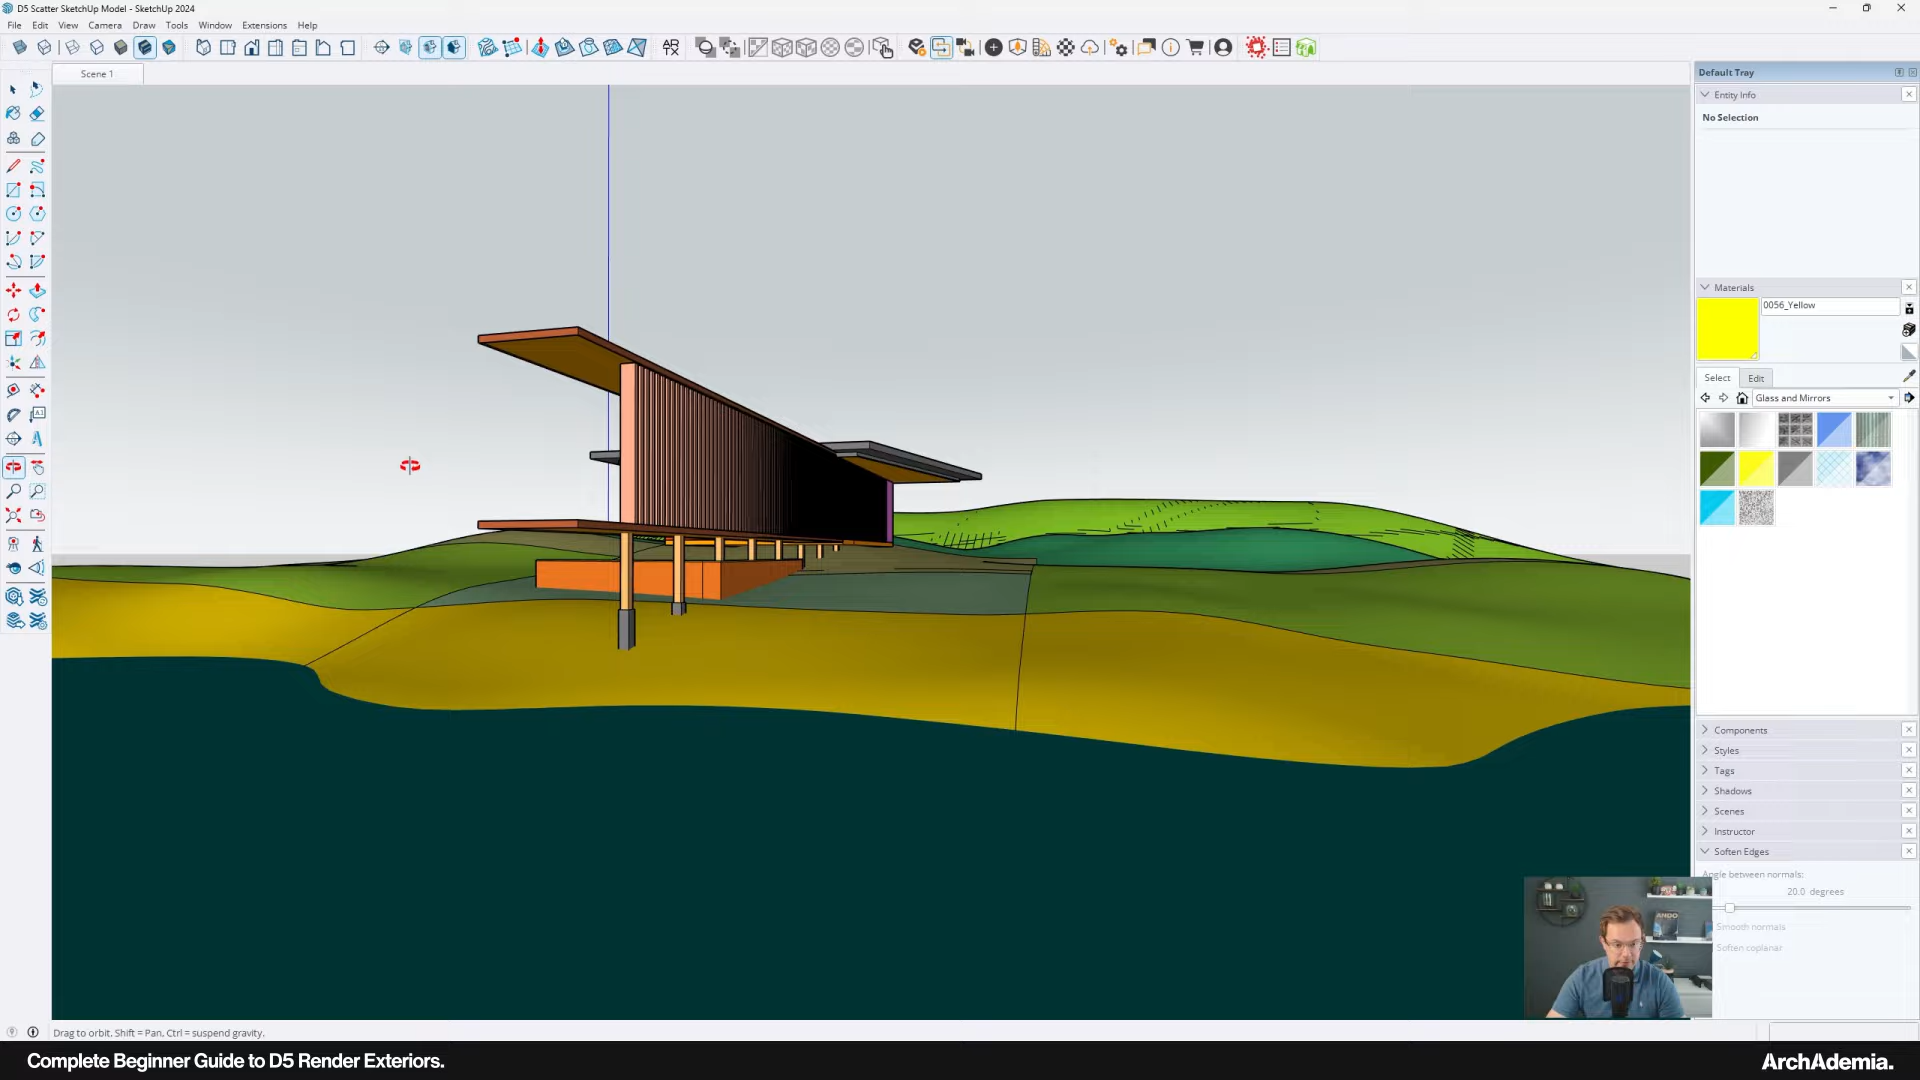 D5 Scatter SketchUp Model - SketchUp 2024
File Edit View Camera Draw Tools Window Extensions Help
Scene 1
Default Tray
Entity Info
No Selection
Materials
0056_Yellow
Select Edit
Glass and Mirrors
Components
Styles
Tags
Shadows
Scenes
Instructor
Soften Edges
Angle between normals:
20.0 degrees
Smooth normals
Soften coplanar
Drag to orbit. Shift = Pan, Ctrl = suspend gravity.
Complete Beginner Guide to D5 Render Exteriors.
ArchAdemia.